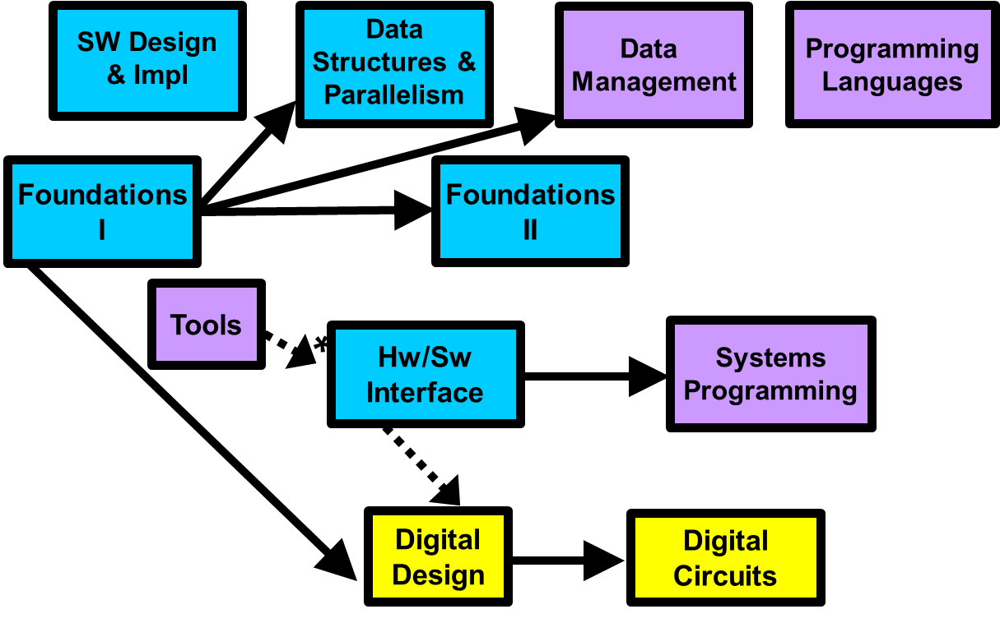 SW Design
& Impl
Data
Structures &
Parallelism
Data
Management
Programming
Languages
Foundations
I
Foundations
II
Tools
*
Hw/Sw
Interface
Systems
Programming
Digital
Design
Digital
Circuits